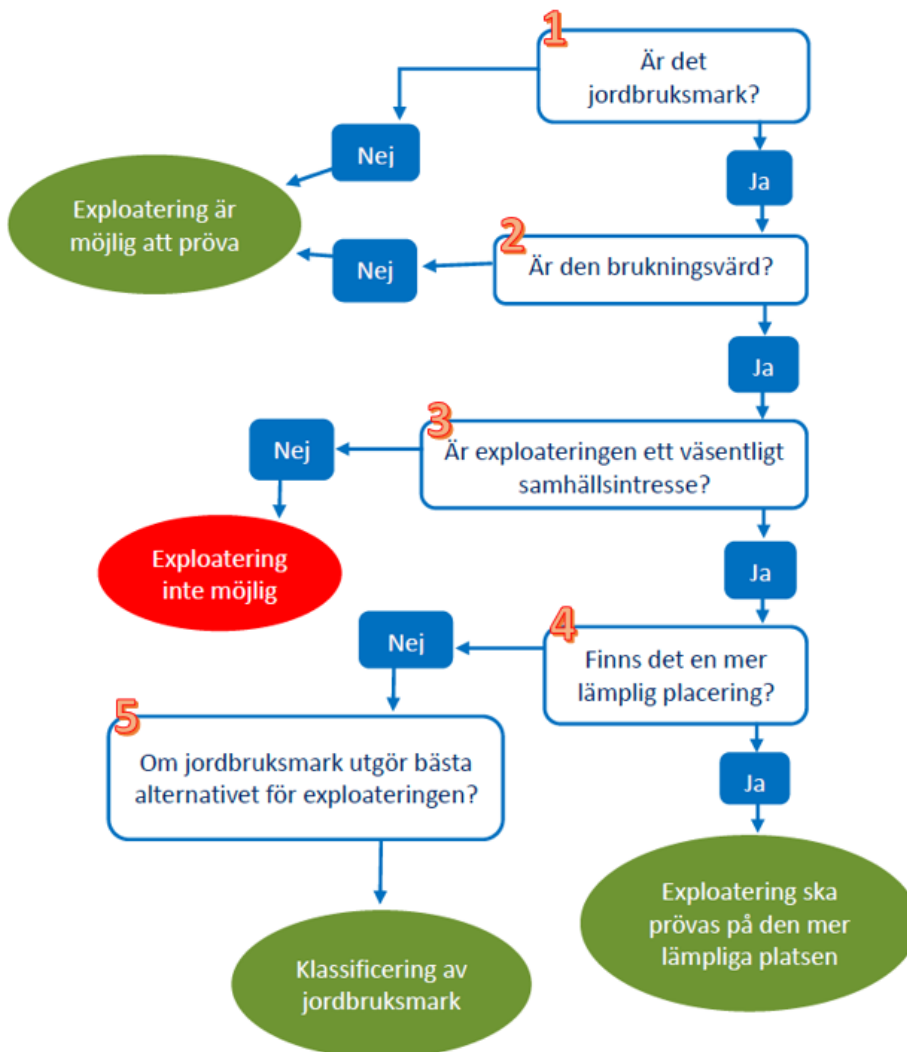 1
Är det
jordbruksmark?
Nej
Ja
Exploatering är
möjlig att pröva
2
Nej
Är den brukningsvärd?
Ja
3
Nej
Är exploateringen ett väsentligt
samhällsintresse?
Exploatering
inte möjlig
Ja
4
Nej
Finns det en mer
lämplig placering?
5
Om jordbruksmark utgör bästa
alternativet för exploateringen?
Ja
Exploatering ska
prövas på den mer
lämpliga platsen
Klassificering av
jordbruksmark